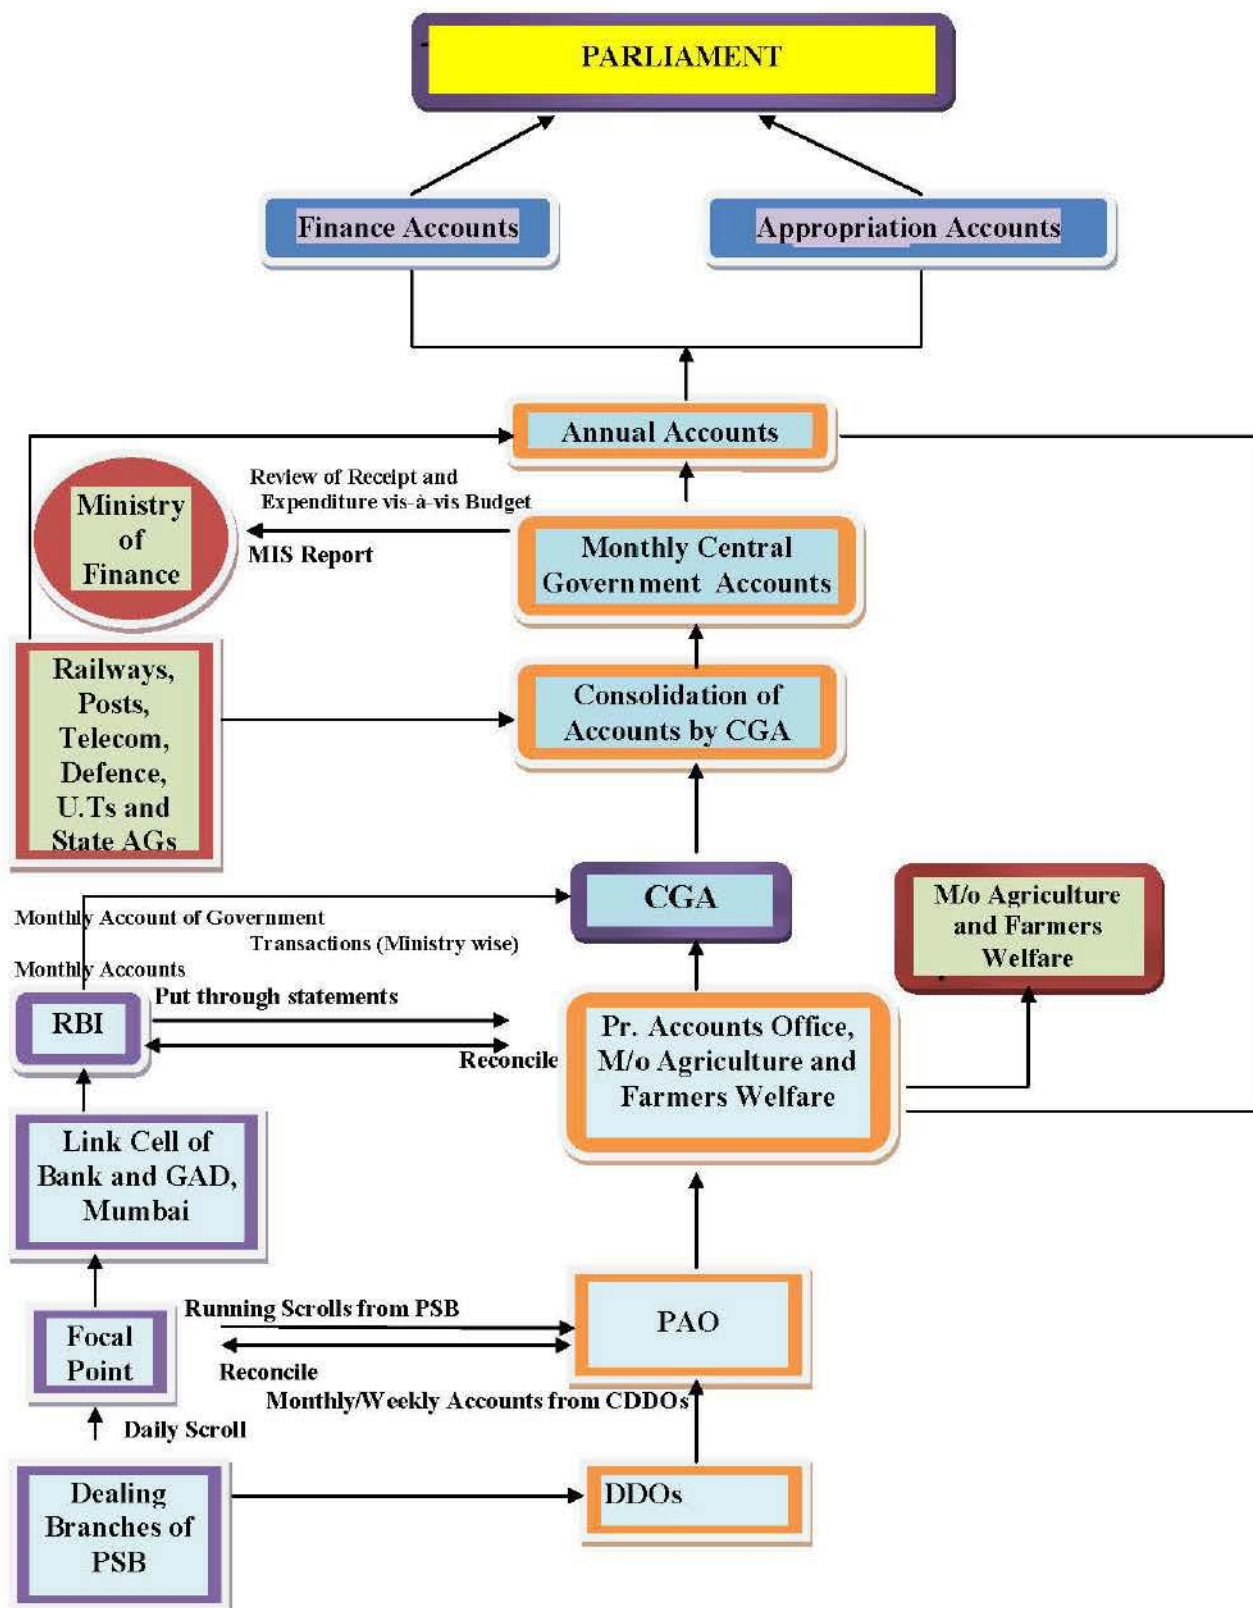 PARLIAMENT
Finance Accounts
Appropriation Accounts
Annual Accounts
Review of Receipt and
Expenditure vis-à-vis Budget
Ministry
of
Finance
MIS Report
Monthly Central
Government Accounts
Railways,
Posts,
Telecom,
Defence,
U.Ts and
State AGs
Consolidation of
Accounts by CGA
CGA
M/o Agriculture
and Farmers
Welfare
Monthly Account of Government
Transactions (Ministry wise)
Monthly Accounts
Put through statements
RBI
Reconcile
Pr. Accounts Office,
M/o Agriculture and
Farmers Welfare
Link Cell of
Bank and GAD,
Mumbai
Running Scrolls from PSB
PAO
Focal
Point
Reconcile
Monthly/Weekly Accounts from CDDOs
Daily Scroll
Dealing
Branches of
PSB
DDOs